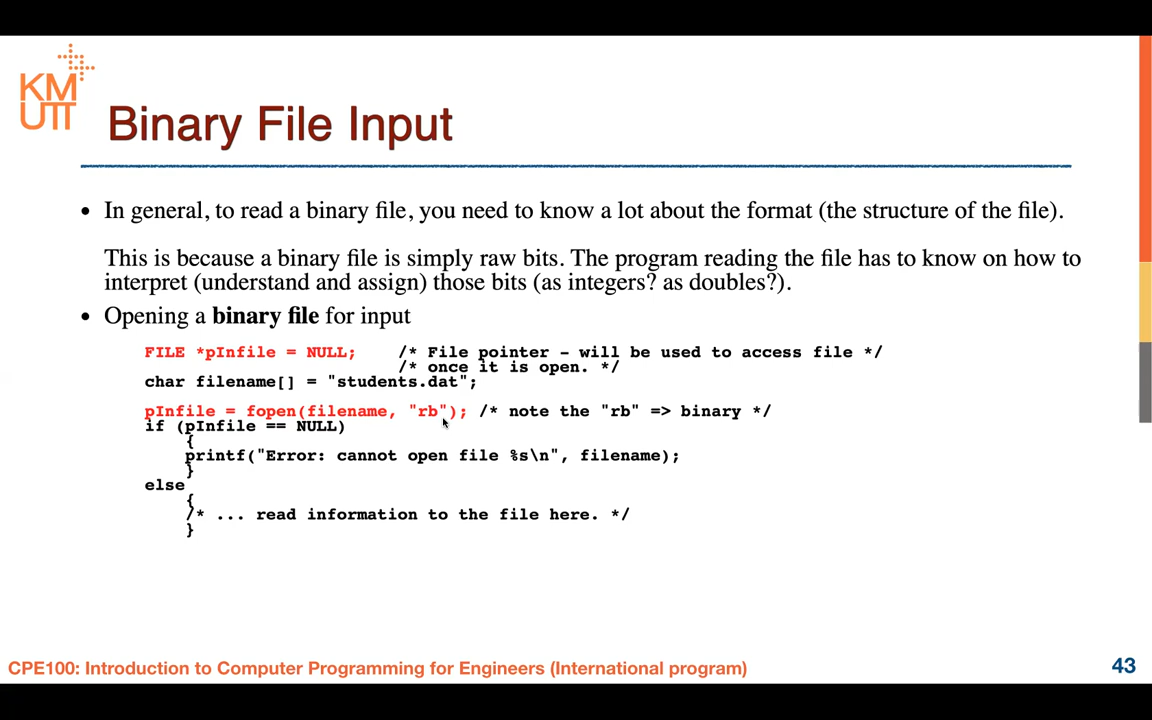 KM
UTT
Binary File Input
• In general, to read a binary file, you need to know a lot about the format (the structure of the file).
This is because a binary file is simply raw bits. The program reading the file has to know on how to
interpret (understand and assign) those bits (as integers? as doubles?).
• Opening a binary file for input
FILE *pInfile = NULL;    /* File pointer - will be used to access file */
/* once it is open. */
char filename[] = "students.dat";
pInfile = fopen(filename, "rb"); /* note the "rb" => binary */
if (pInfile == NULL)
{
printf("Error: cannot open file %s\n", filename);
}
else
{
/* ... read information to the file here. */
}
CPE100: Introduction to Computer Programming for Engineers (International program)
43